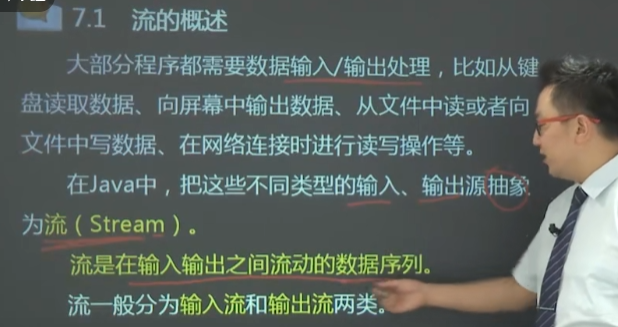 7.1 流的概述
大部分程序都需要数据输入/输出处理，比如从键
盘读取数据、向屏幕中输出数据、从文件中读或者向
文件中写数据、在网络连接时进行读写操作等。
在Java中，把这些不同类型的输入、输出源抽象
为流（Stream）。
流是在输入输出之间流动的数据序列。
流一般分为输入流和输出流两类。